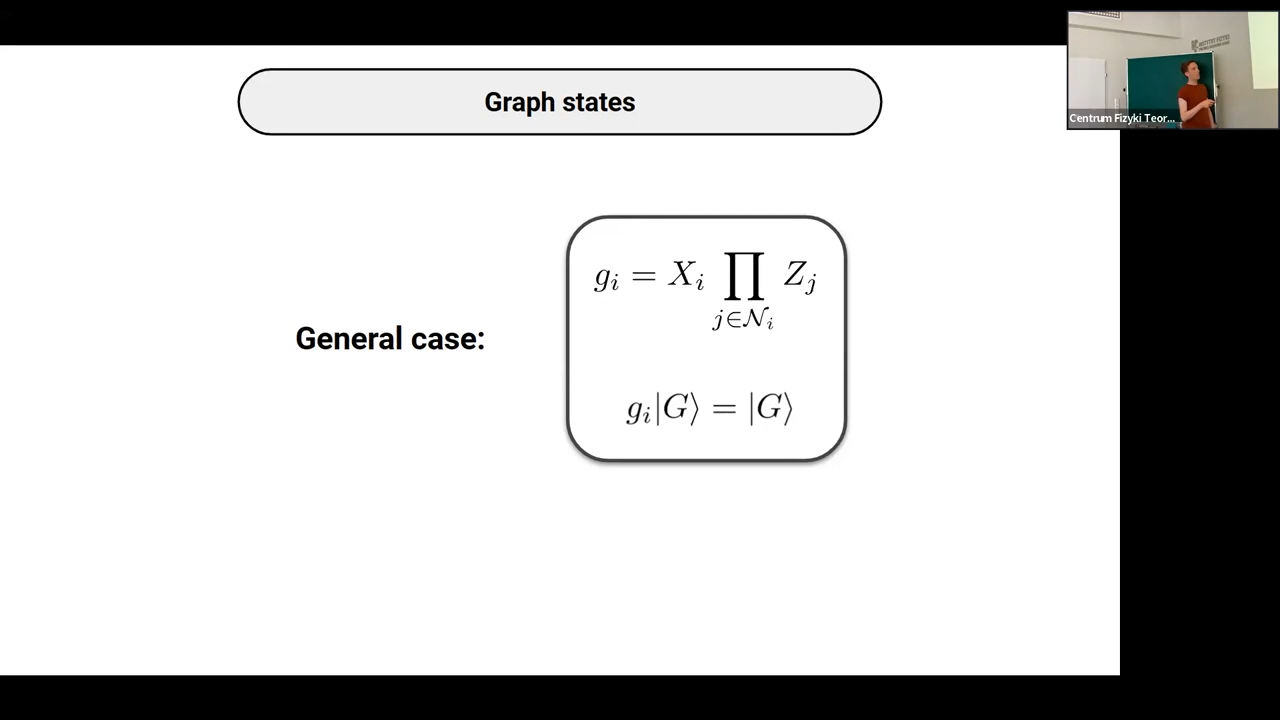 Graph states
General case:
g_i = X_i ∏_{j∈𝒩_i} Z_j
g_i|G⟩ = |G⟩
Centrum Fizyki Teor...